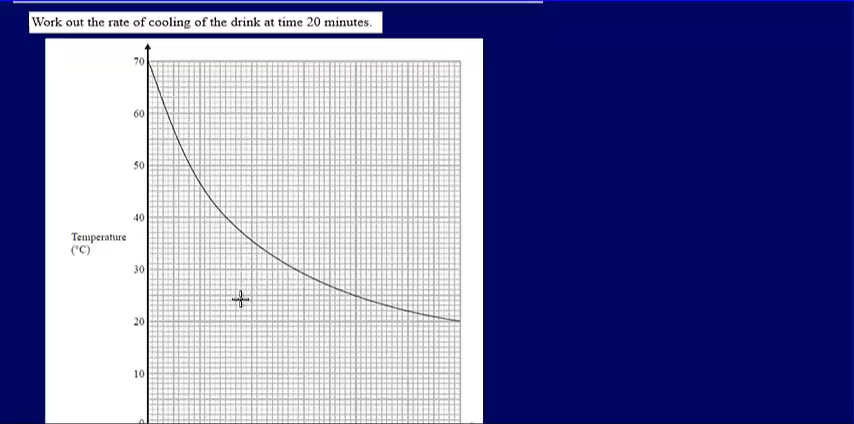 Work out the rate of cooling of the drink at time 20 minutes.
70
60
50
40
Temperature
(°C)
30
20
10
0